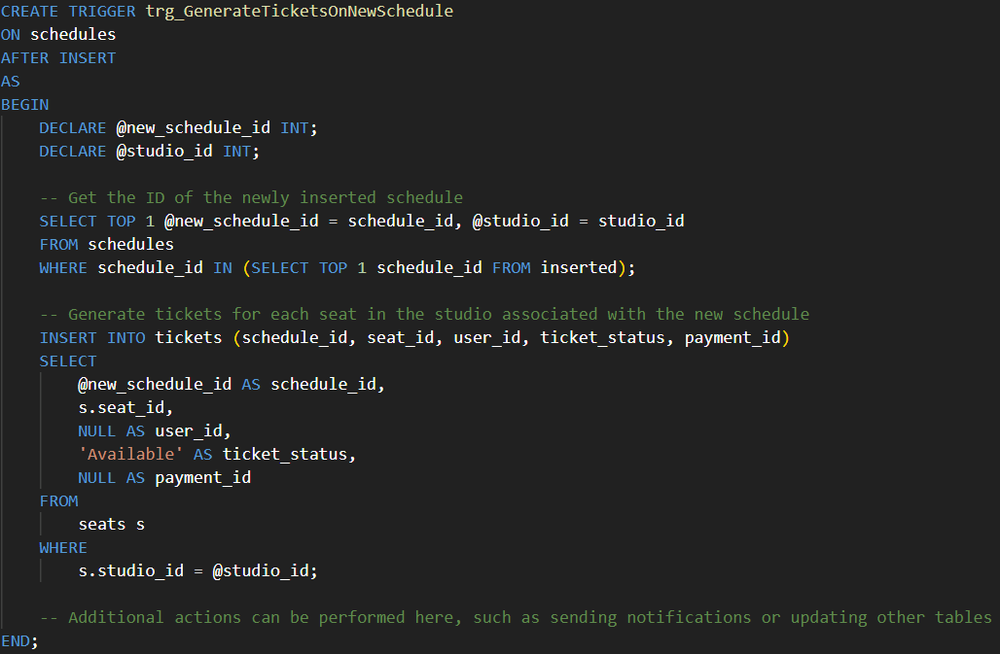 CREATE TRIGGER trg_GenerateTicketsOnNewSchedule
ON schedules
AFTER INSERT
AS
BEGIN
    DECLARE @new_schedule_id INT;
    DECLARE @studio_id INT;

    -- Get the ID of the newly inserted schedule
    SELECT TOP 1 @new_schedule_id = schedule_id, @studio_id = studio_id
    FROM schedules
    WHERE schedule_id IN (SELECT TOP 1 schedule_id FROM inserted);

    -- Generate tickets for each seat in the studio associated with the new schedule
    INSERT INTO tickets (schedule_id, seat_id, user_id, ticket_status, payment_id)
    SELECT
        @new_schedule_id AS schedule_id,
        s.seat_id,
        NULL AS user_id,
        'Available' AS ticket_status,
        NULL AS payment_id
    FROM
        seats s
    WHERE
        s.studio_id = @studio_id;

    -- Additional actions can be performed here, such as sending notifications or updating other tables
END;